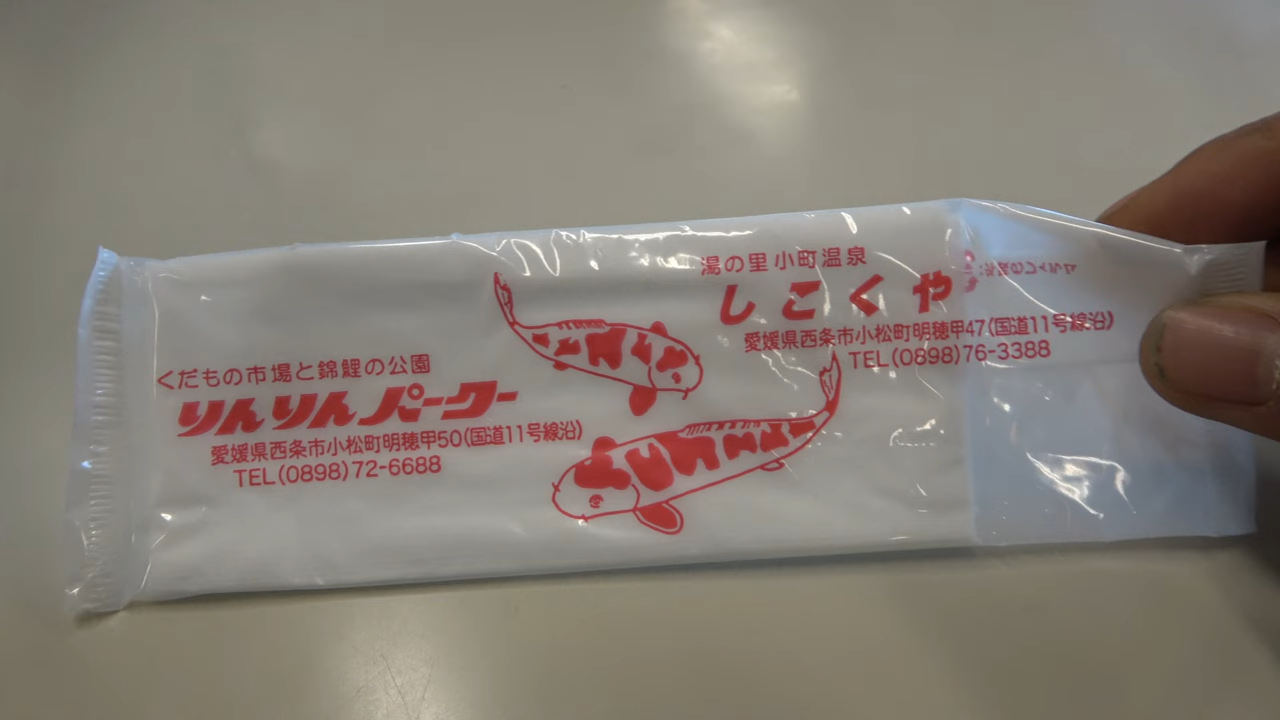 湯の里小町温泉
しこくや
愛媛県西条市小松町明穂甲47(国道11号線沿)
TEL(0898)76-3388
くだもの市場と錦鯉の公園
りんりんパーク
愛媛県西条市小松町明穂甲50(国道11号線沿)
TEL(0898)72-6688